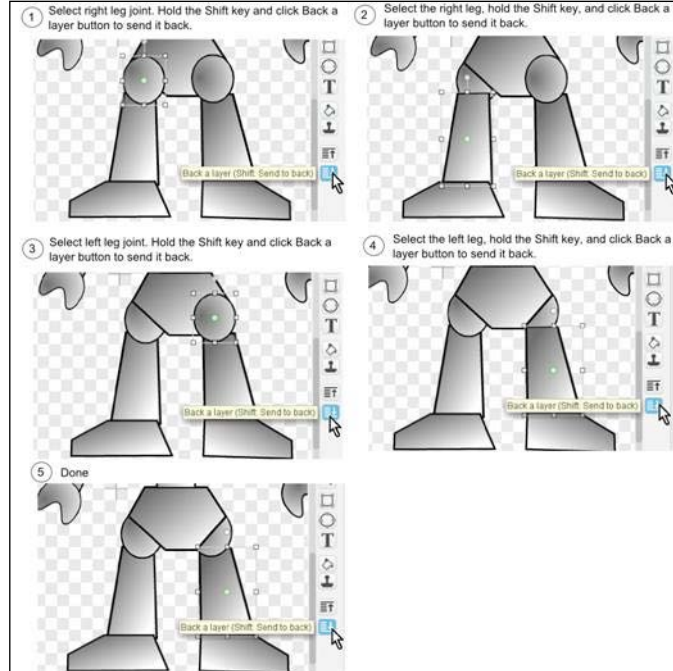 1 Select right leg joint. Hold the Shift key and click Back a
layer button to send it back.
T
Back a layer (Shift: Send to back)
2 Select the right leg, hold the Shift key, and click Back a
layer button to send it back.
T
Back a layer (Shift: Send to back)
3 Select left leg joint. Hold the Shift key and click Back a
layer button to send it back.
T
Back a layer (Shift: Send to back)
4 Select the left leg, hold the Shift key, and click Back a
layer button to send it back.
T
Back a layer (Shift: Send to back)
5 Done
T
Back a layer (Shift: Send to back)